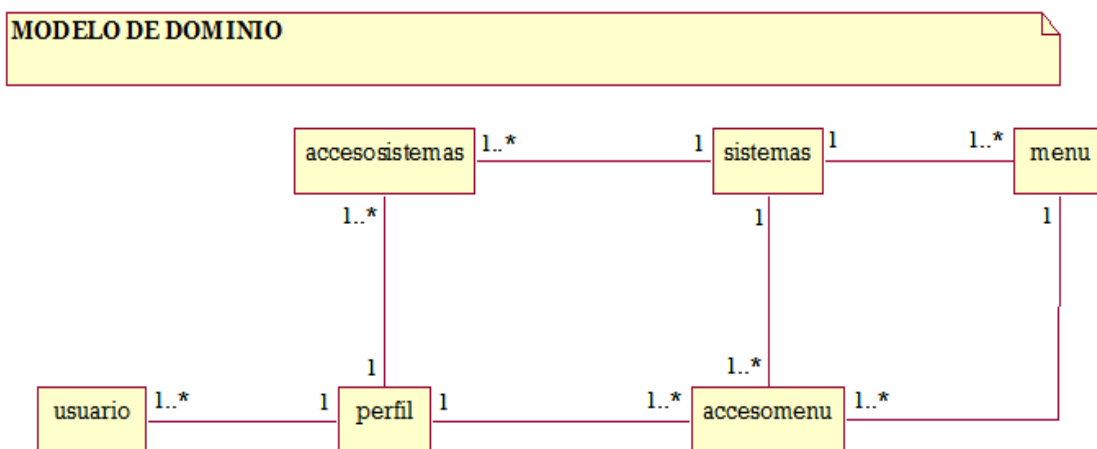 MODELO DE DOMINIO
accesosistemas 1..* 1 sistemas 1 1..* menu
1..* 1 1
1 1..*
usuario 1..* 1 perfil 1 1..* accesomenu 1..*